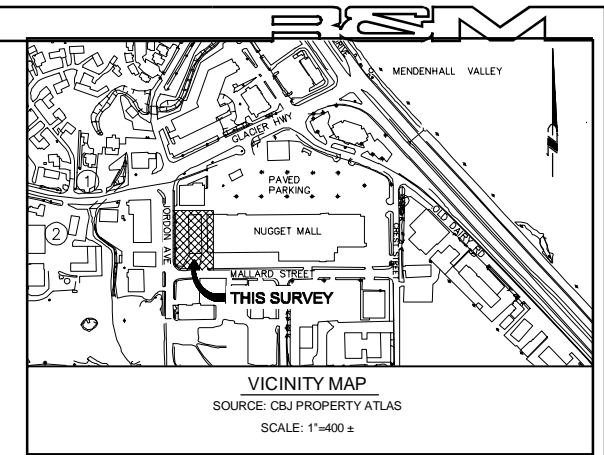 R&M
MENDENHALL VALLEY
GLACIER HWY
PAVED
PARKING
1
JORDON AVE
NUGGET MALL
OLD DAIRY RD
2
MALLARD STREET
THIS SURVEY
VICINITY MAP
SOURCE: CBJ PROPERTY ATLAS
SCALE: 1"=400 ±